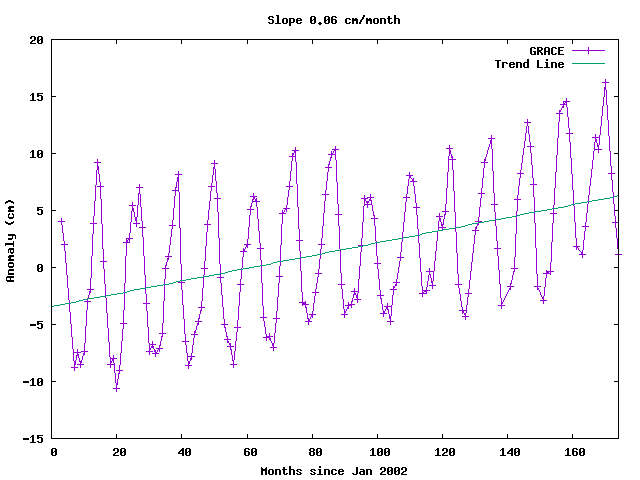 Slope 0.06 cm/month
GRACE
Trend Line
20
15
10
5
0
-5
-10
-15
Anomaly (cm)
0 20 40 60 80 100 120 140 160
Months since Jan 2002